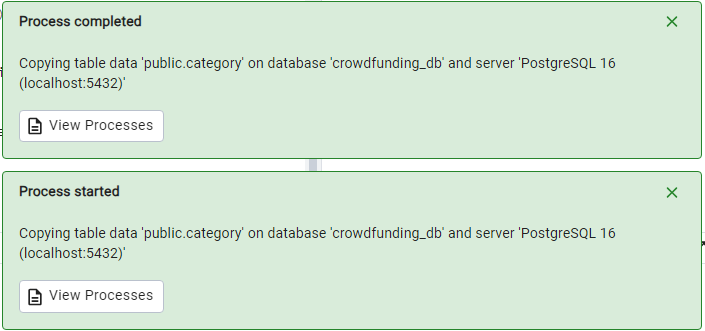 Process completed
Copying table data 'public.category' on database 'crowdfunding_db' and server 'PostgreSQL 16
(localhost:5432)'
View Processes
Process started
Copying table data 'public.category' on database 'crowdfunding_db' and server 'PostgreSQL 16
(localhost:5432)'
View Processes